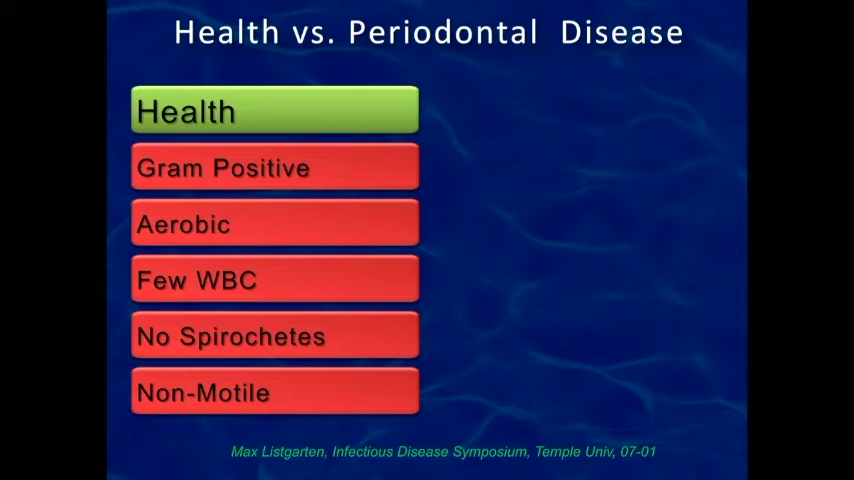 Health vs. Periodontal Disease
Health
Gram Positive
Aerobic
Few WBC
No Spirochetes
Non-Motile
Max Listgarten, Infectious Disease Symposium, Temple Univ, 07-01